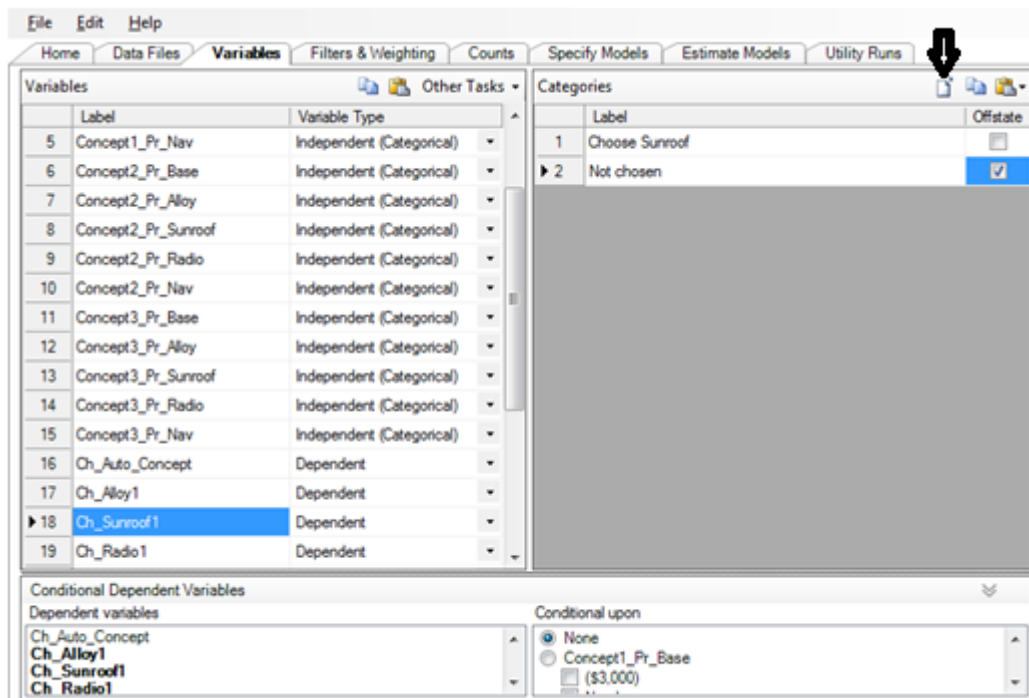 File Edit Help
Home Data Files Variables Filters & Weighting Counts Specify Models Estimate Models Utility Runs
Variables Other Tasks Categories
Label Variable Type Label Offstate
5 Concept1_Pr_Nav Independent (Categorical) 1 Choose Sunroof
6 Concept2_Pr_Base Independent (Categorical) 2 Not chosen
7 Concept2_Pr_Alloy Independent (Categorical)
8 Concept2_Pr_Sunroof Independent (Categorical)
9 Concept2_Pr_Radio Independent (Categorical)
10 Concept2_Pr_Nav Independent (Categorical)
11 Concept3_Pr_Base Independent (Categorical)
12 Concept3_Pr_Alloy Independent (Categorical)
13 Concept3_Pr_Sunroof Independent (Categorical)
14 Concept3_Pr_Radio Independent (Categorical)
15 Concept3_Pr_Nav Independent (Categorical)
16 Ch_Auto_Concept Dependent
17 Ch_Alloy1 Dependent
18 Ch_Sunroof1 Dependent
19 Ch_Radio1 Dependent
Conditional Dependent Variables
Dependent variables Conditional upon
Ch_Auto_Concept None
Ch_Alloy1 Concept1_Pr_Base
Ch_Sunroof1 ($3,000)
Ch_Radio1